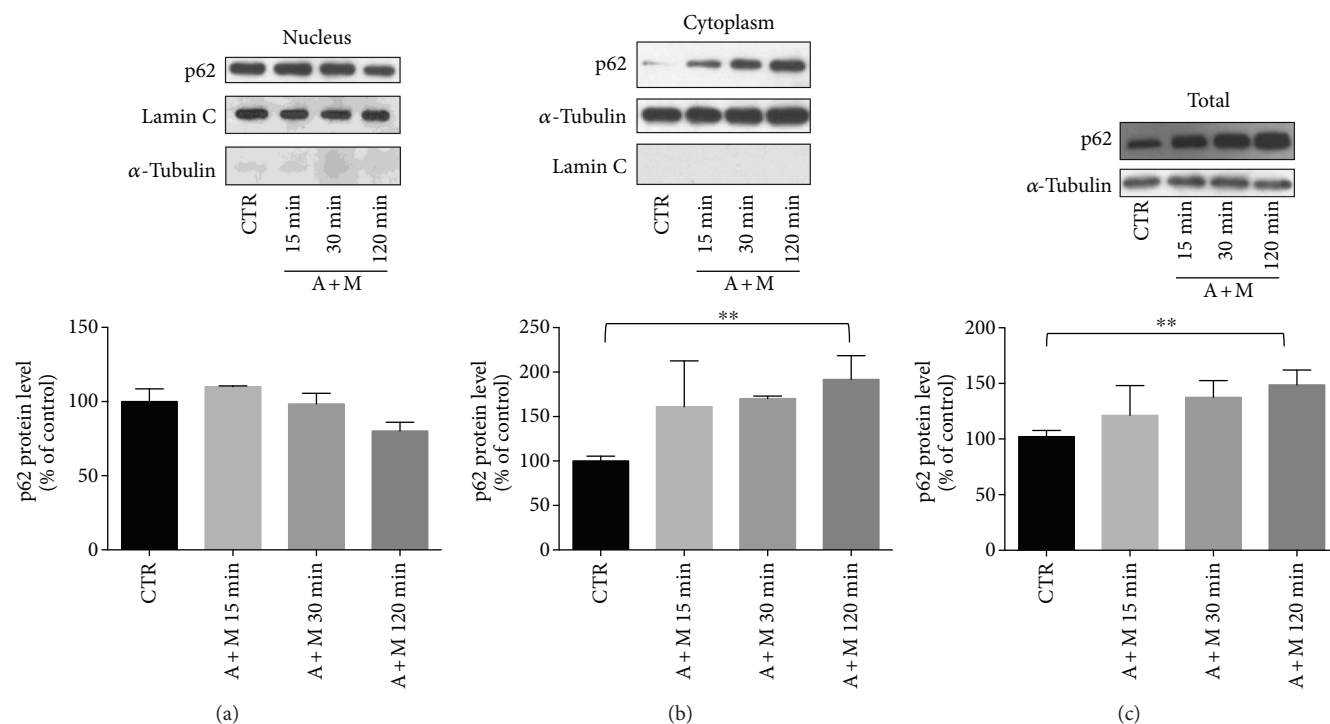 Nucleus
p62
Lamin C
α-Tubulin
CTR
15 min
30 min
120 min
A + M
p62 protein level
(% of control)
150
100
50
0
CTR
A + M 15 min
A + M 30 min
A + M 120 min
(a)
Cytoplasm
p62
α-Tubulin
Lamin C
CTR
15 min
30 min
120 min
A + M
p62 protein level
(% of control)
250
200
150
100
50
0
**
CTR
A + M 15 min
A + M 30 min
A + M 120 min
(b)
Total
p62
α-Tubulin
CTR
15 min
30 min
120 min
A + M
p62 protein level
(% of control)
200
150
100
50
0
**
CTR
A + M 15 min
A + M 30 min
A + M 120 min
(c)